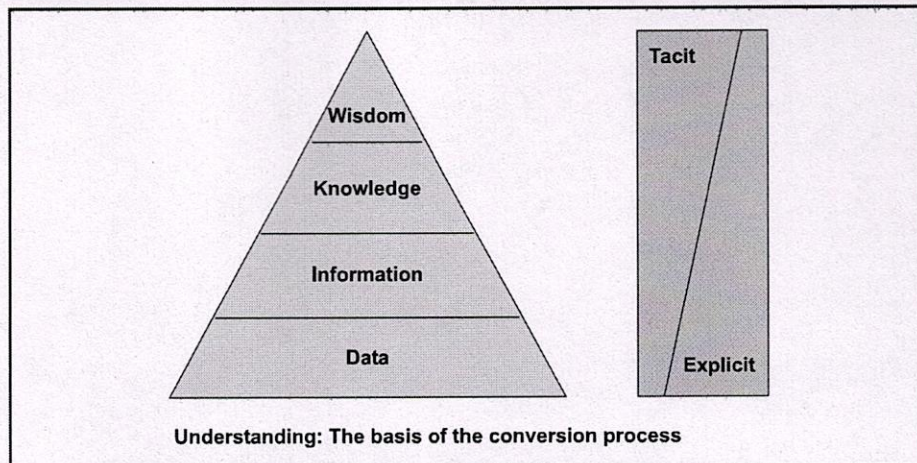 Wisdom
Knowledge
Information
Data
Tacit
Explicit
Understanding: The basis of the conversion process